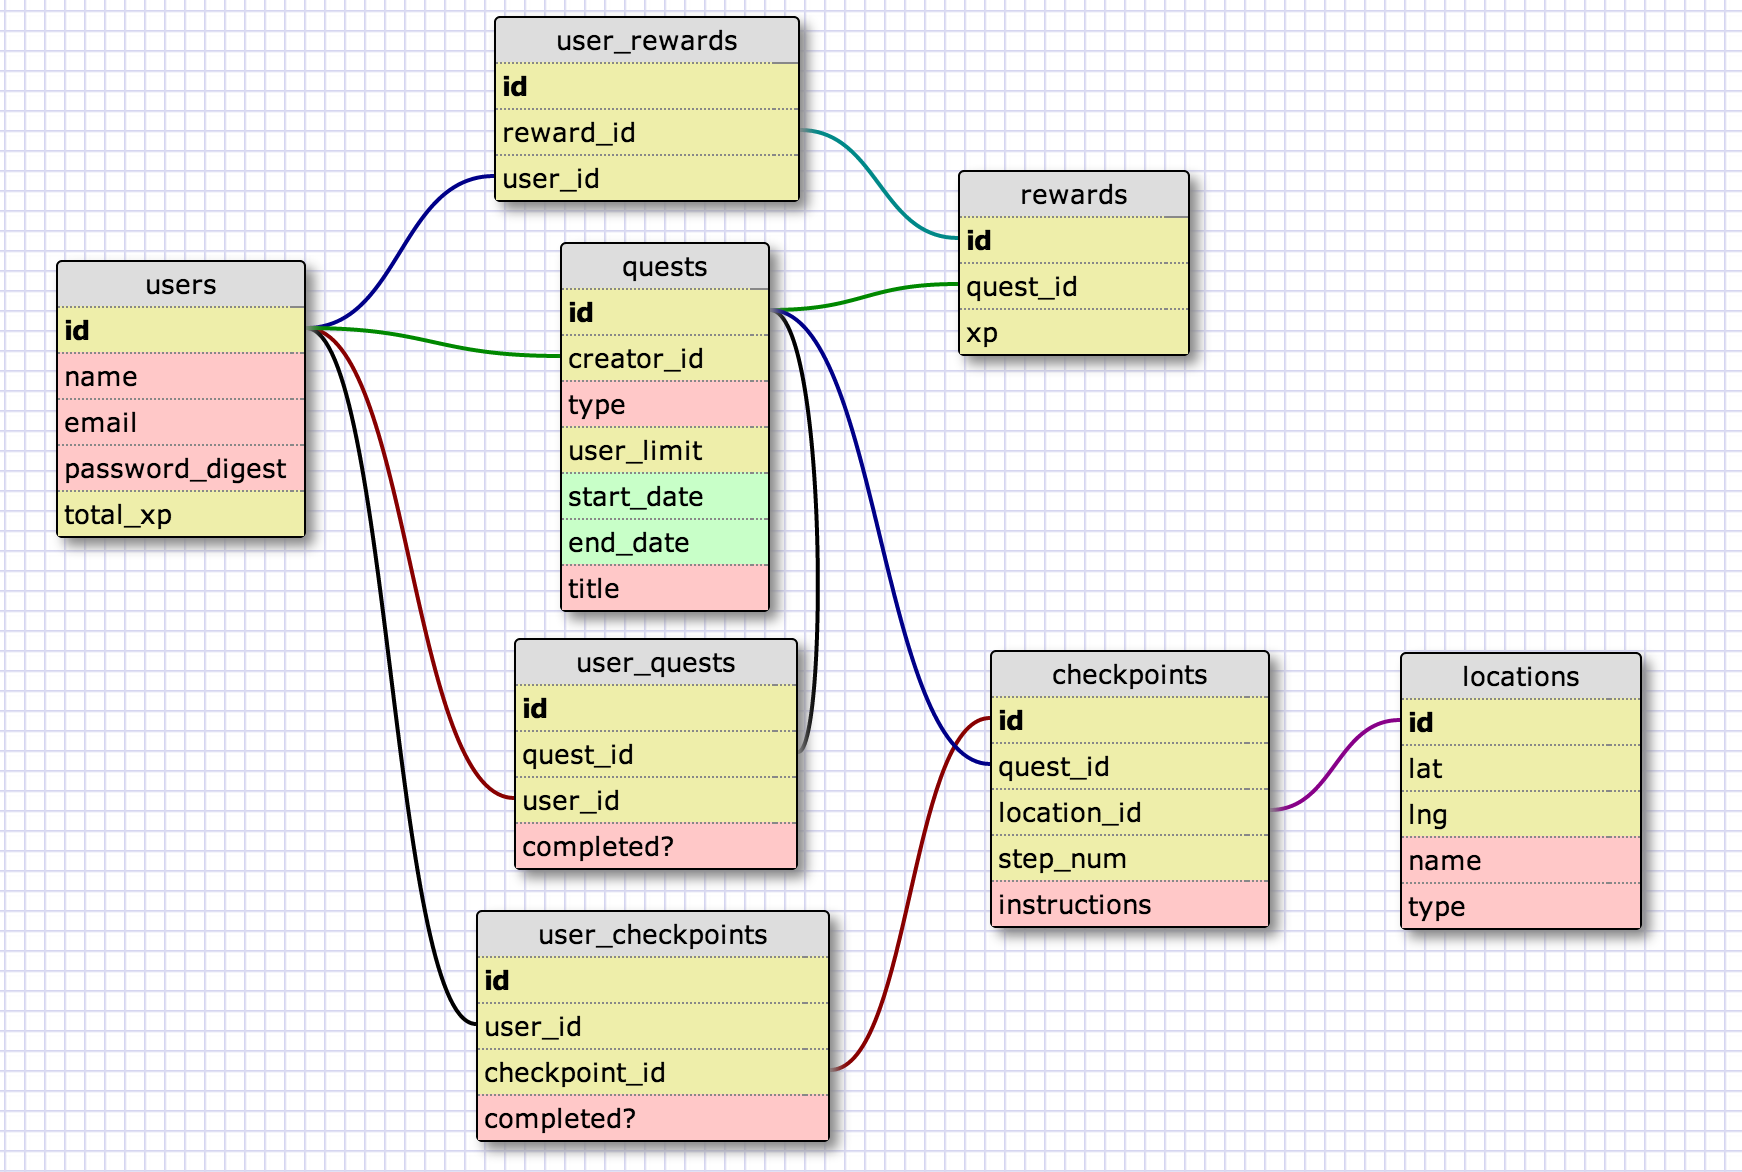 user_rewards
id
reward_id
user_id
rewards
id
quest_id
xp
users
id
name
email
password_digest
total_xp
quests
id
creator_id
type
user_limit
start_date
end_date
title
user_quests
id
quest_id
user_id
completed?
checkpoints
id
quest_id
location_id
step_num
instructions
locations
id
lat
lng
name
type
user_checkpoints
id
user_id
checkpoint_id
completed?